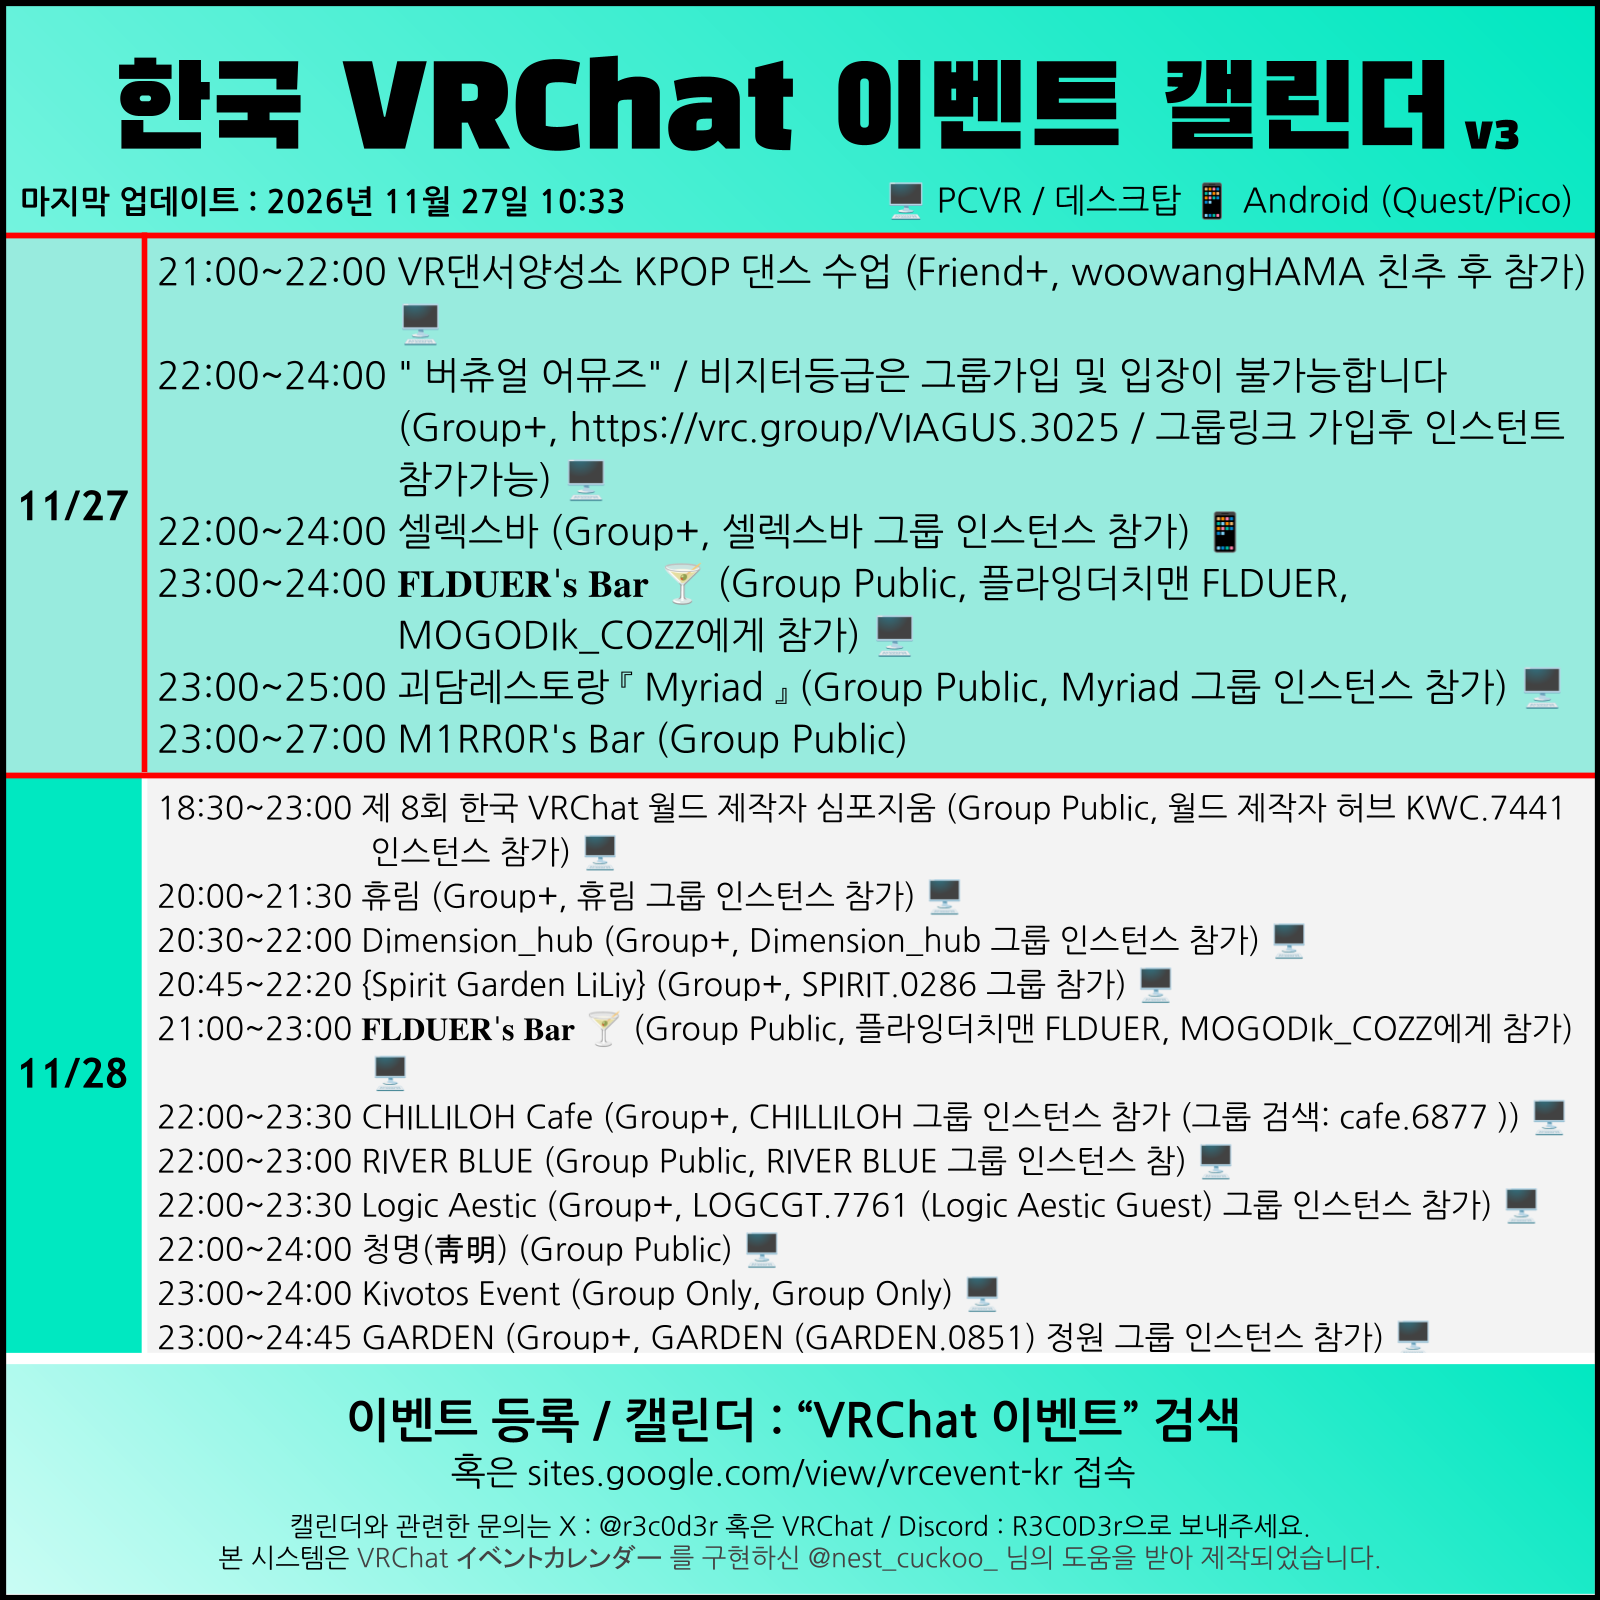 한국 VRChat 이벤트 캘린더 v3
마지막 업데이트 : 2026년 11월 27일 10:33
🖥️ PCVR / 데스크탑 📱 Android (Quest/Pico)
11/27
21:00~22:00 VR댄서양성소 KPOP 댄스 수업 (Friend+, woowangHAMA 친추 후 참가)
🖥️
22:00~24:00 " 버츄얼 어뮤즈" / 비지터등급은 그룹가입 및 입장이 불가능합니다
(Group+, https://vrc.group/VIAGUS.3025 / 그룹링크 가입후 인스턴트
참가가능) 🖥️
22:00~24:00 셀렉스바 (Group+, 셀렉스바 그룹 인스턴스 참가) 📱
23:00~24:00 𝐅𝐋𝐃𝐔𝐄𝐑'𝐬 𝐁𝐚𝐫 🍸 (Group Public, 플라잉더치맨 FLDUER,
MOGODIk_COZZ에게 참가) 🖥️
23:00~25:00 괴담레스토랑『 Myriad 』(Group Public, Myriad 그룹 인스턴스 참가) 🖥️
23:00~27:00 M1RR0R's Bar (Group Public)
11/28
18:30~23:00 제 8회 한국 VRChat 월드 제작자 심포지움 (Group Public, 월드 제작자 허브 KWC.7441
인스턴스 참가) 🖥️
20:00~21:30 휴림 (Group+, 휴림 그룹 인스턴스 참가) 🖥️
20:30~22:00 Dimension_hub (Group+, Dimension_hub 그룹 인스턴스 참가) 🖥️
20:45~22:20 {Spirit Garden LiLiy} (Group+, SPIRIT.0286 그룹 참가) 🖥️
21:00~23:00 𝐅𝐋𝐃𝐔𝐄𝐑'𝐬 𝐁𝐚𝐫 🍸 (Group Public, 플라잉더치맨 FLDUER, MOGODIk_COZZ에게 참가)
🖥️
22:00~23:30 CHILLILOH Cafe (Group+, CHILLILOH 그룹 인스턴스 참가 (그룹 검색: cafe.6877 )) 🖥️
22:00~23:00 RIVER BLUE (Group Public, RIVER BLUE 그룹 인스턴스 참) 🖥️
22:00~23:30 Logic Aestic (Group+, LOGCGT.7761 (Logic Aestic Guest) 그룹 인스턴스 참가) 🖥️
22:00~24:00 청명(靑明) (Group Public) 🖥️
23:00~24:00 Kivotos Event (Group Only, Group Only) 🖥️
23:00~24:45 GARDEN (Group+, GARDEN (GARDEN.0851) 정원 그룹 인스턴스 참가) 🖥️
이벤트 등록 / 캘린더 : “VRChat 이벤트” 검색
혹은 sites.google.com/view/vrcevent-kr 접속
캘린더와 관련한 문의는 X : @r3c0d3r 혹은 VRChat / Discord : R3C0D3r으로 보내주세요.
본 시스템은 VRChat イベントカレンダー 를 구현하신 @nest_cuckoo_ 님의 도움을 받아 제작되었습니다.